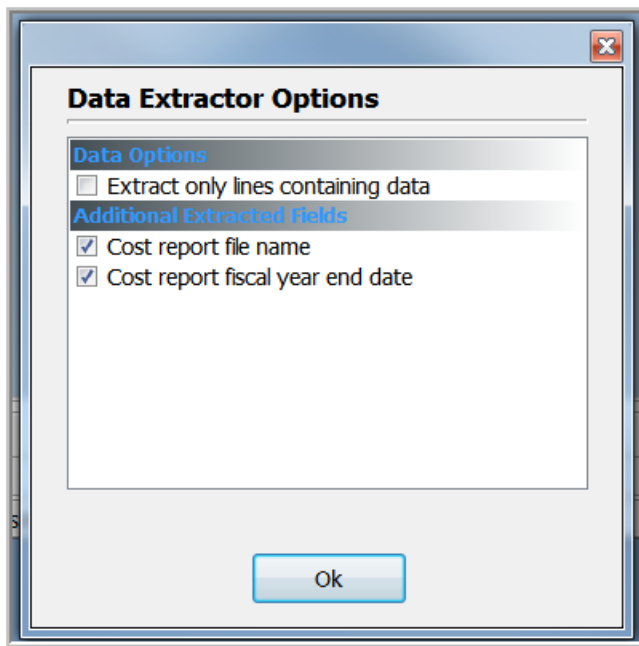 Data Extractor Options
Data Options
Extract only lines containing data
Additional Extracted Fields
Cost report file name
Cost report fiscal year end date
s
Ok